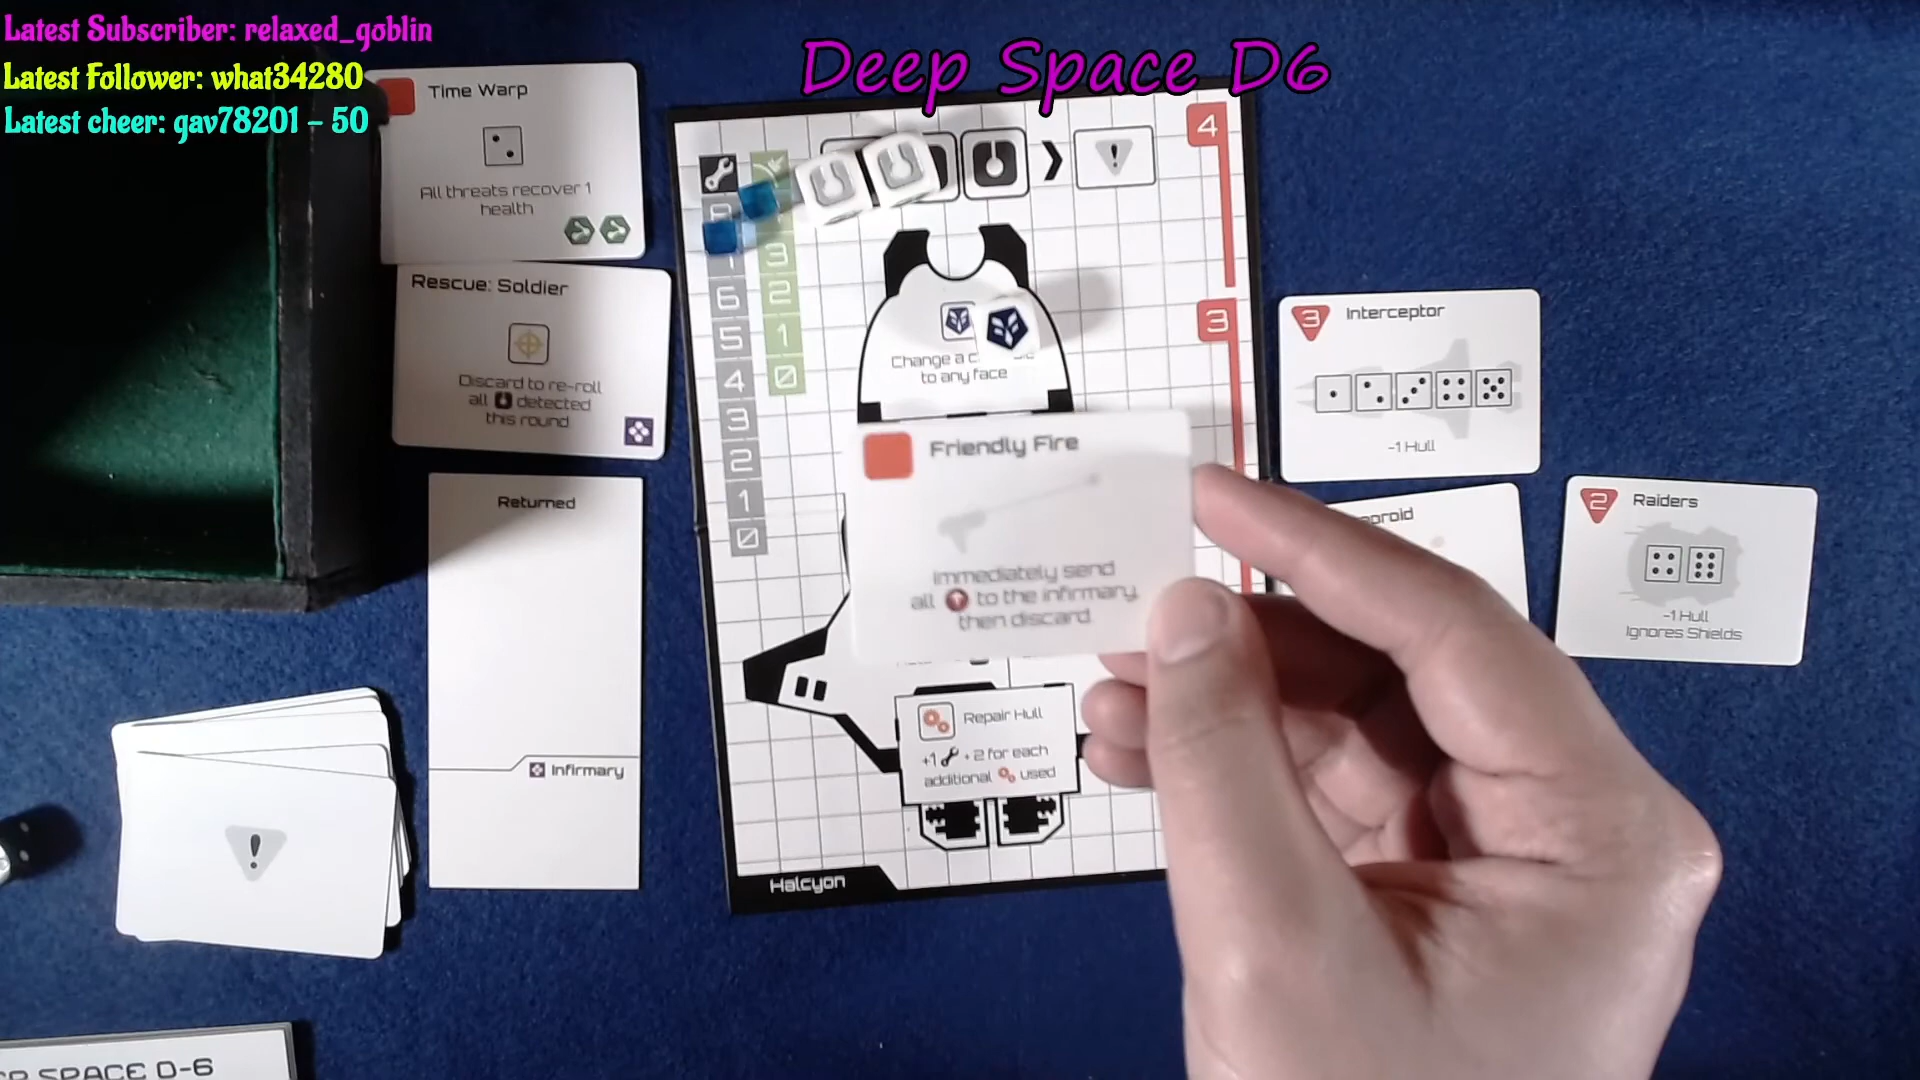 Latest Subscriber: relaxed_goblin
Latest Follower: what34280
Latest cheer: gav78201 - 50
Deep Space D6
Time Warp
All threats recover 1
health
Rescue: Soldier
Discard to re-roll
all detected
this round
Returned
Infirmary
!
6
5
4
3
2
1
0
3
2
1
0
!
4
3
Change a
to any face
Friendly Fire
Immediately send
all to the infirmary,
then discard.
Repair Hull
+1 + 2 for each
additional used
Halcyon
3 Interceptor
-1 Hull
2 Raiders
-1 Hull
Ignores Shields
SPACE D-6